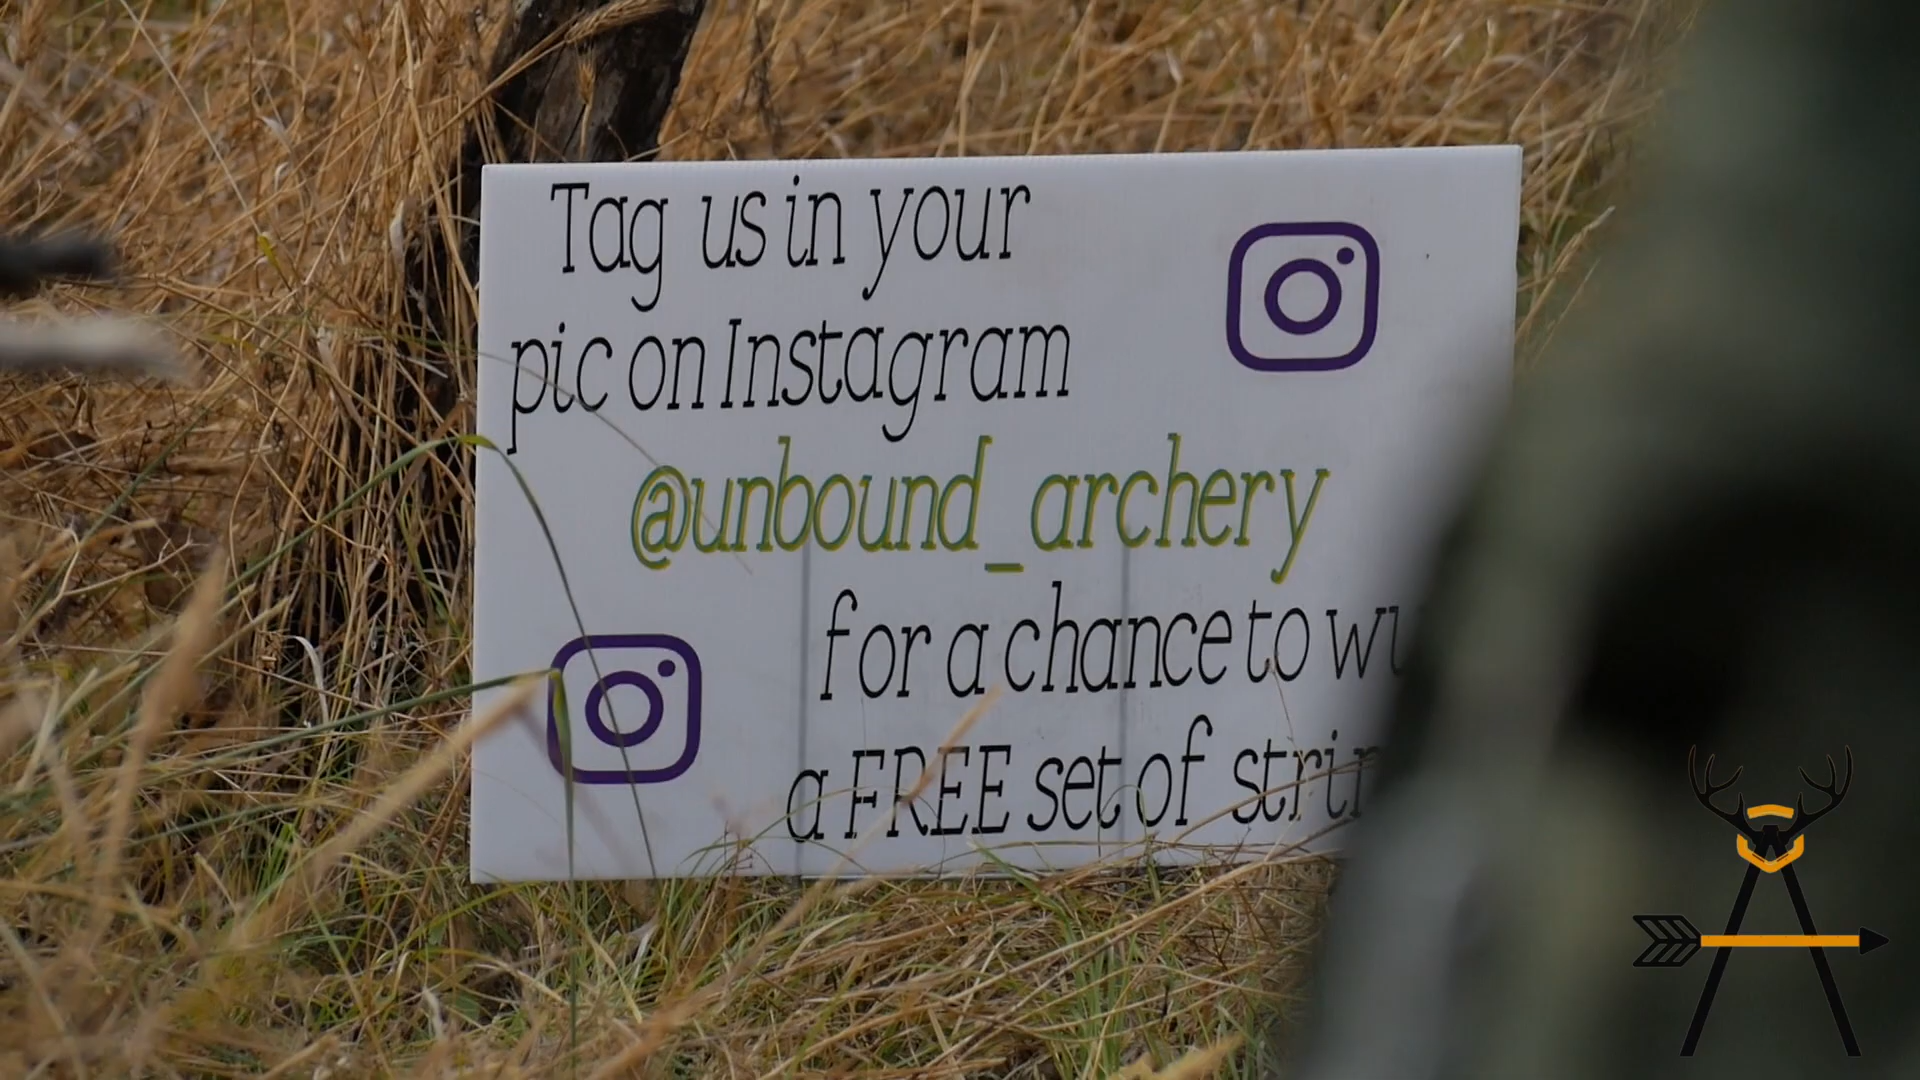 Tag us in your
pic on Instagram
@unbound_archery
for a chance to
a FREE set of